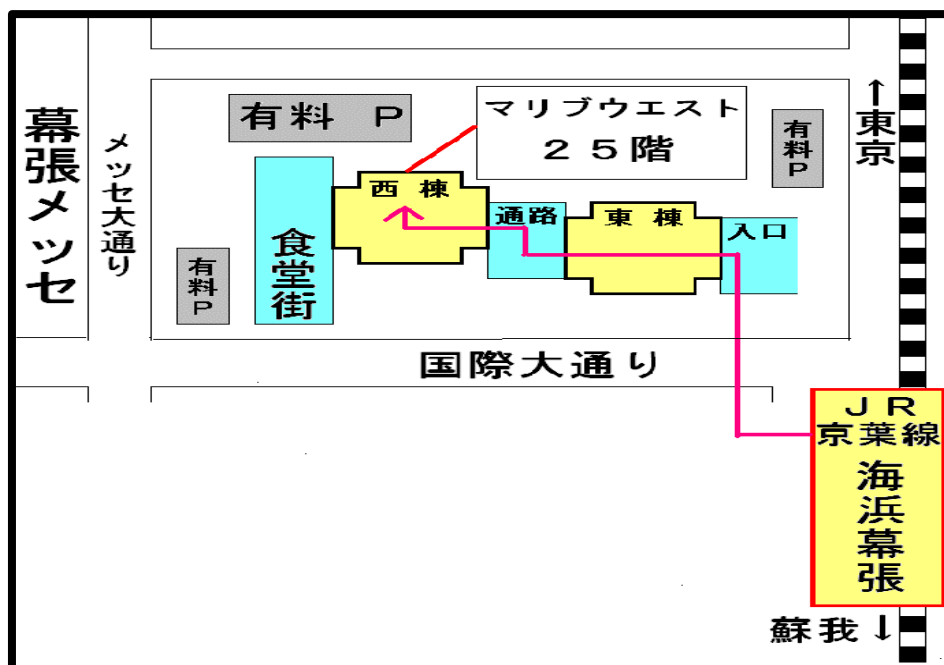 幕張メッセ
メッセ大通り
有料 P
マリブウエスト
25階
有料P
↑東京
西 棟
通路
東 棟
入口
食堂街
有料P
国際大通り
JR
京葉線
海浜幕張
蘇我↓